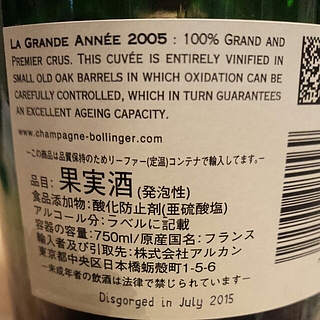 LA GRANDE ANNÉE 2005 : 100% GRAND AND
PREMIER CRUS. THIS CUVÉE IS ENTIRELY VINIFIED IN
SMALL OLD OAK BARRELS IN WHICH OXIDATION CAN BE
CAREFULLY CONTROLLED, WHICH IN TURN GUARANTEES
AN EXCELLENT AGEING CAPACITY.
www.champagne-bollinger.com
―この商品は品質保持のためリーファー(定温)コンテナで輸入してます。―
品目:果実酒(発泡性)
食品添加物:酸化防止剤(亜硫酸塩)
アルコール分:ラベルに記載
容器の容量:750ml/原産国名:フランス
輸入者及び引取先:株式会社アルカン
東京都中央区日本橋蛎殻町1-5-6
―未成年者の飲酒は法律で禁じられています―
Disgorged in July 2015